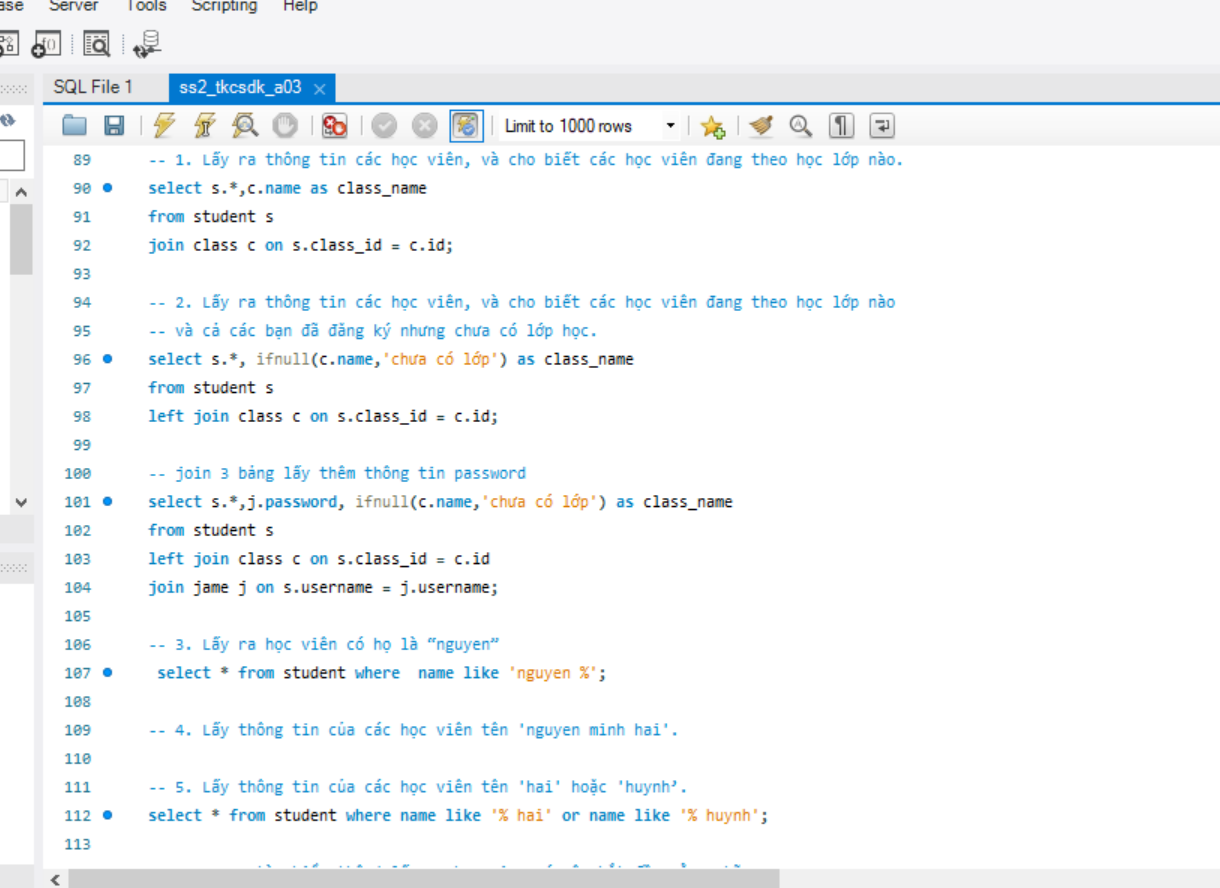 Server Tools Scripting Help
SQL File 1 ss2_tkcsdk_a03
Limit to 1000 rows
89 -- 1. Lấy ra thông tin các học viên, và cho biết các học viên đang theo học lớp nào.
90 select s.*,c.name as class_name
91 from student s
92 join class c on s.class_id = c.id;
93
94 -- 2. Lấy ra thông tin các học viên, và cho biết các học viên đang theo học lớp nào
95 -- và cả các bạn đã đăng ký nhưng chưa có lớp học.
96 select s.*, ifnull(c.name,'chưa có lớp') as class_name
97 from student s
98 left join class c on s.class_id = c.id;
99
100 -- join 3 bảng lấy thêm thông tin password
101 select s.*,j.password, ifnull(c.name,'chưa có lớp') as class_name
102 from student s
103 left join class c on s.class_id = c.id
104 join jame j on s.username = j.username;
105
106 -- 3. Lấy ra học viên có họ là “nguyen”
107 select * from student where  name like 'nguyen %';
108
109 -- 4. Lấy thông tin của các học viên tên 'nguyen minh hai'.
110
111 -- 5. Lấy thông tin của các học viên tên 'hai' hoặc 'huynh’.
112 select * from student where name like '% hai' or name like '% huynh';
113